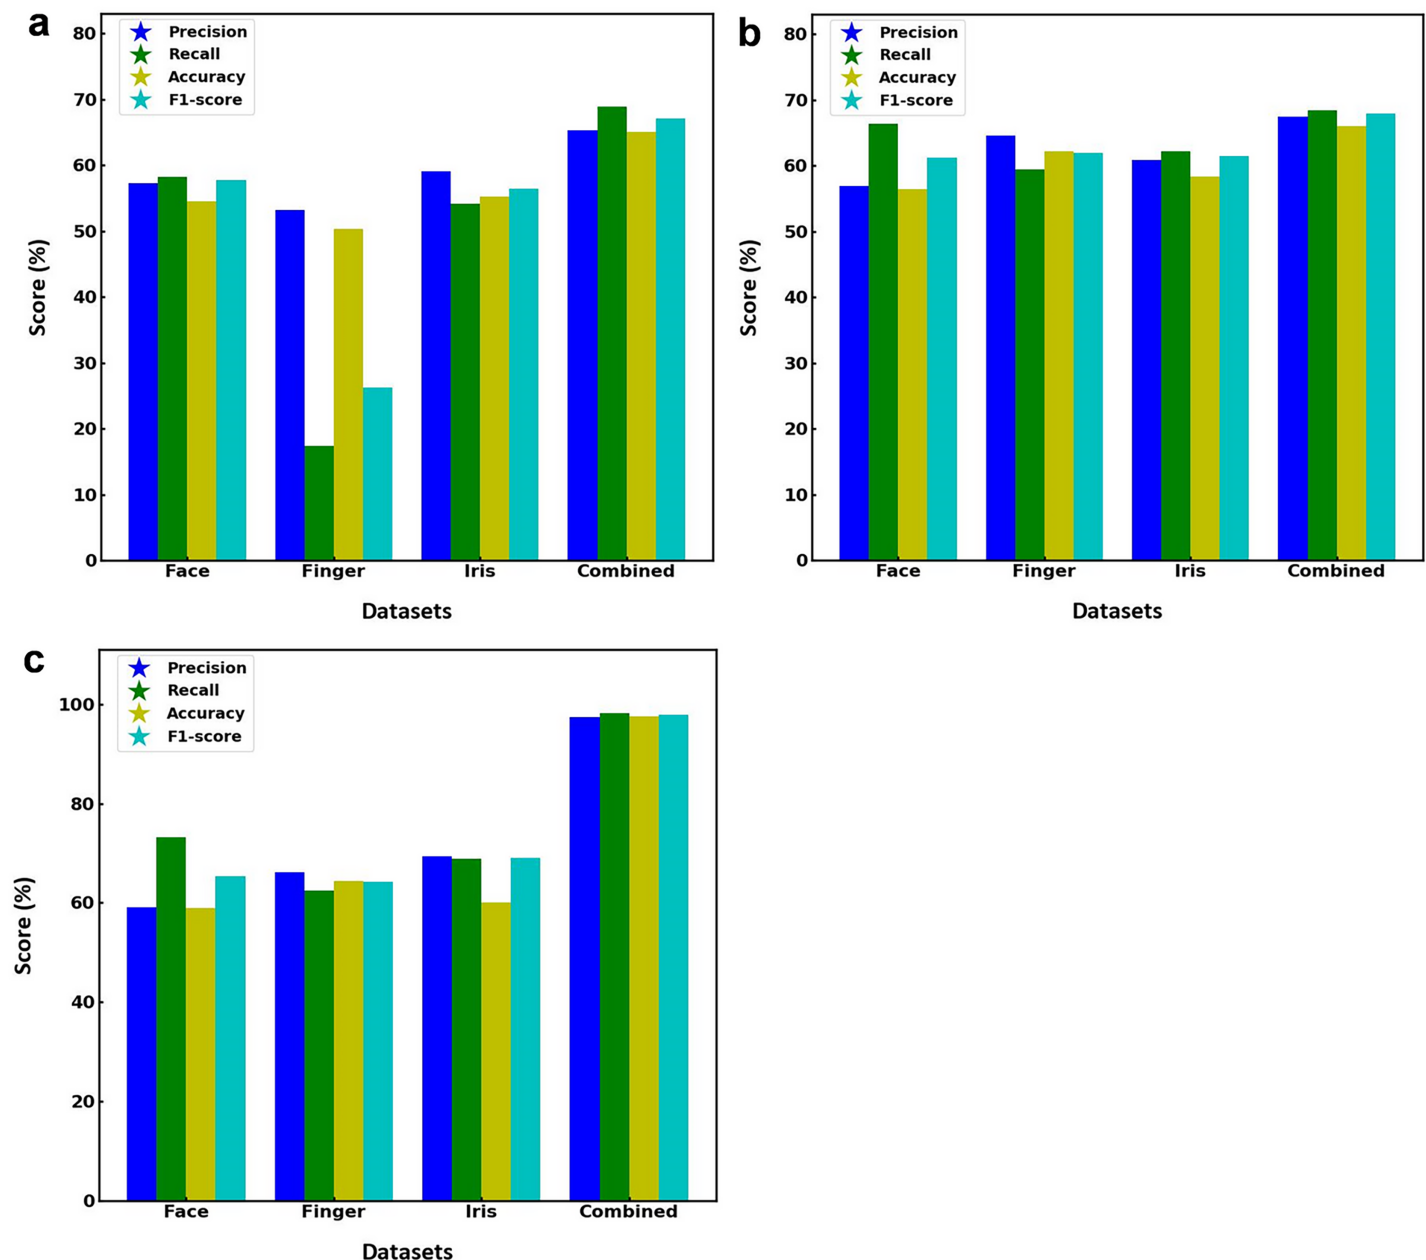 a
80
70
60
50
40
30
20
10
0
Score (%)
Precision
Recall
Accuracy
F1-score
Face Finger Iris Combined
Datasets
b
80
70
60
50
40
30
20
10
0
Score (%)
Precision
Recall
Accuracy
F1-score
Face Finger Iris Combined
Datasets
c
100
80
60
40
20
0
Score (%)
Precision
Recall
Accuracy
F1-score
Face Finger Iris Combined
Datasets